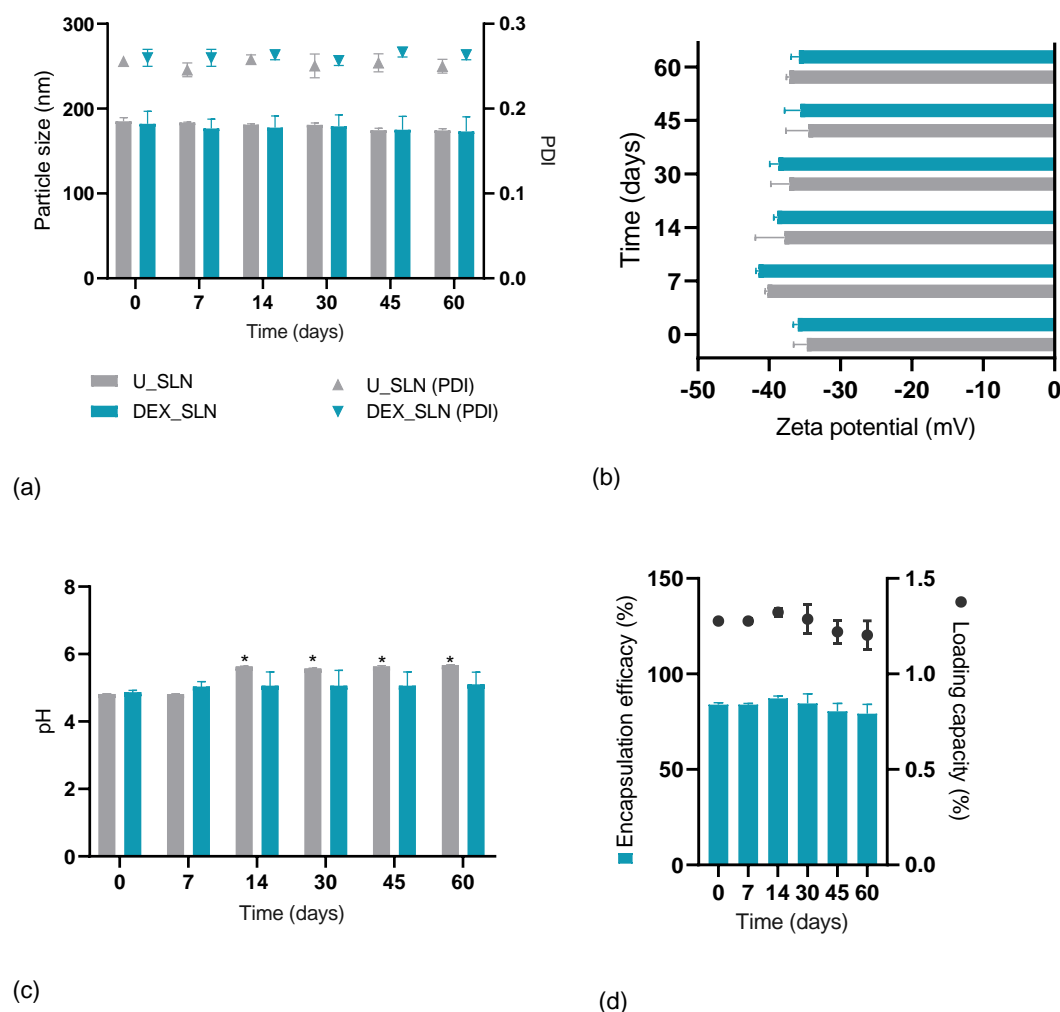 300
200
100
0
Particle size (nm)
0.3
0.2
0.1
0.0
PDI
0 7 14 30 45 60
Time (days)
U_SLN
DEX_SLN
U_SLN (PDI)
DEX_SLN (PDI)
(a)
Time (days)
60
45
30
14
7
0
-50 -40 -30 -20 -10 0
Zeta potential (mV)
(b)
pH
8
6
4
2
0
* * * *
0 7 14 30 45 60
Time (days)
(c)
Encapsulation efficacy (%)
150
100
50
0
1.5
1.0
0.5
0.0
Loading capacity (%)
0 7 14 30 45 60
Time (days)
(d)